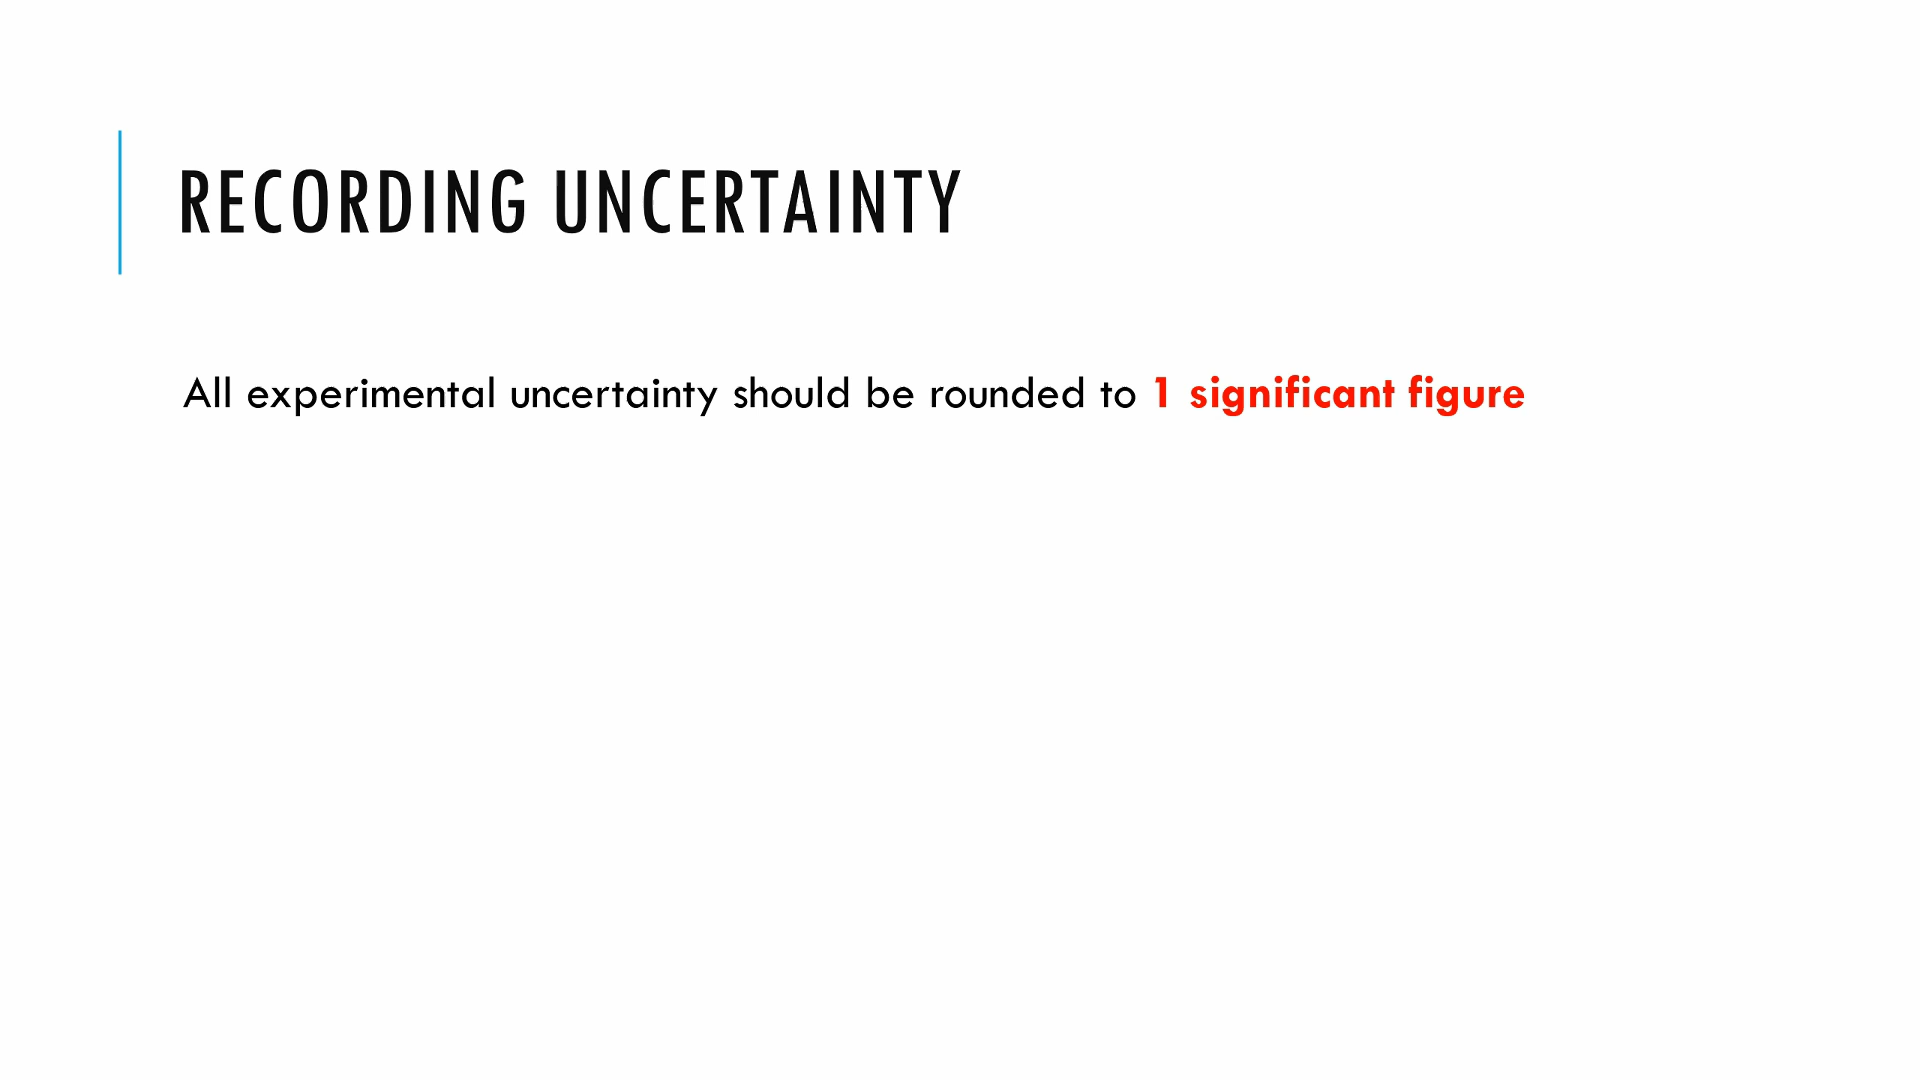 RECORDING UNCERTAINTY
All experimental uncertainty should be rounded to 1 significant figure